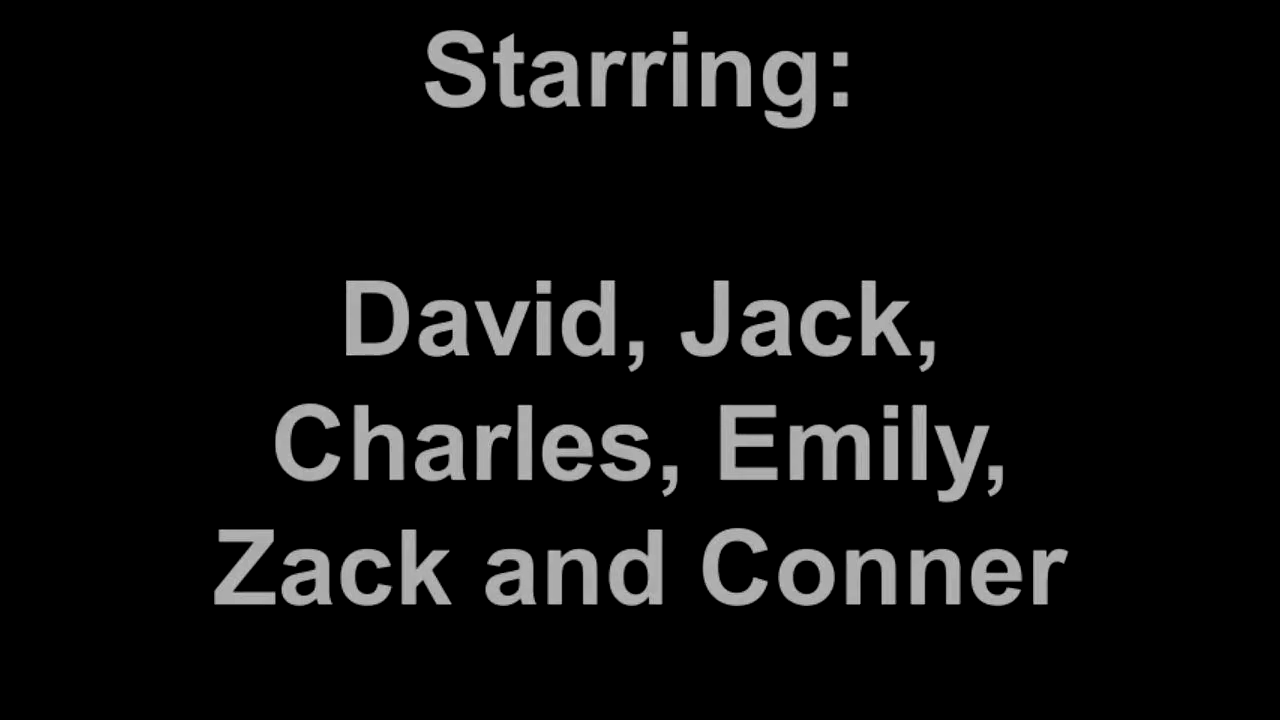 Starring:
David, Jack,
Charles, Emily,
Zack and Conner